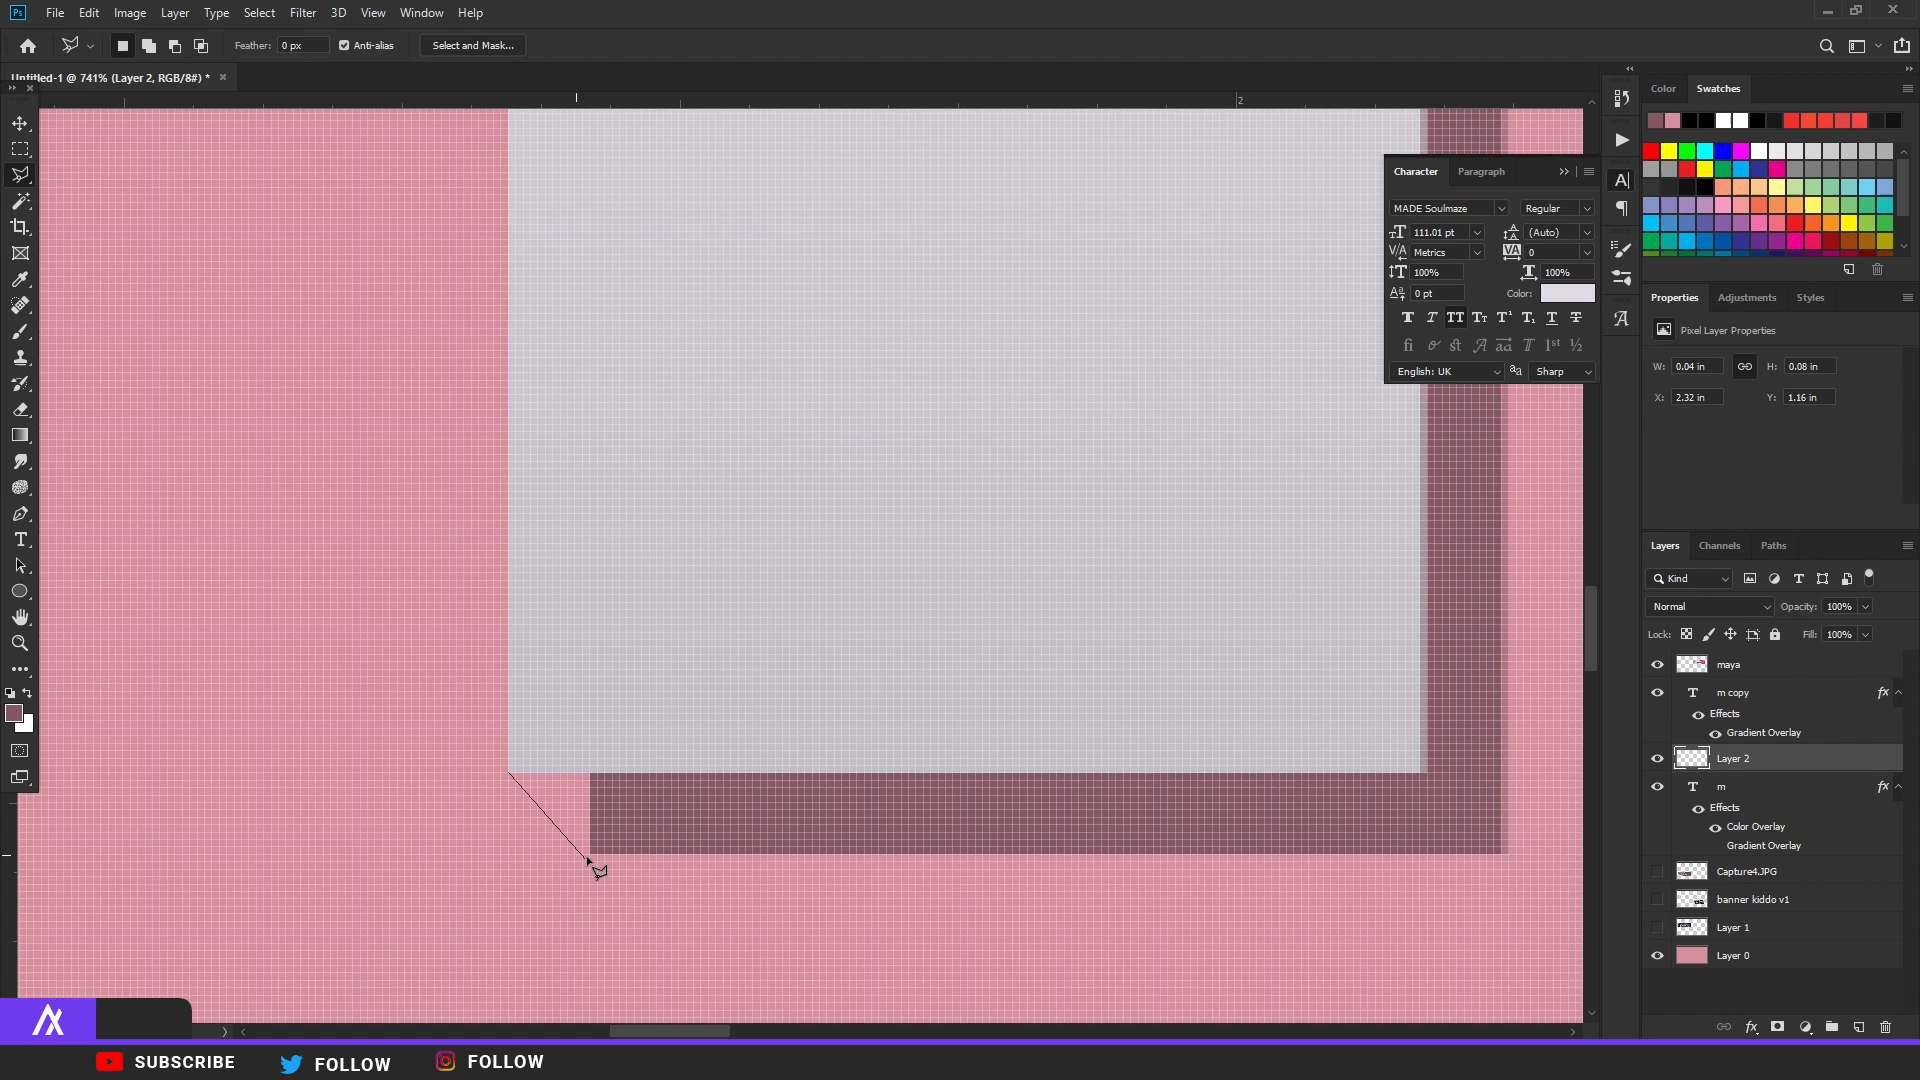 Ps File Edit Image Layer Type Select Filter 3D View Window Help
Feather: 0 px Anti-alias Select and Mask...
Untitled-1 @ 741% (Layer 2, RGB/8#) *
2
Color Swatches
Character Paragraph
MADE Soulmaze Regular
111.01 pt (Auto)
Metrics 0
100% 100%
0 pt Color:
English: UK Sharp
Properties Adjustments Styles
Pixel Layer Properties
W: 0.04 in H: 0.08 in
X: 2.32 in Y: 1.16 in
Layers Channels Paths
Kind
Normal Opacity: 100%
Lock: Fill: 100%
maya
m copy fx
Effects
Gradient Overlay
Layer 2
m fx
Effects
Color Overlay
Gradient Overlay
Capture4.JPG
banner kiddo v1
Layer 1
Layer 0
SUBSCRIBE FOLLOW FOLLOW